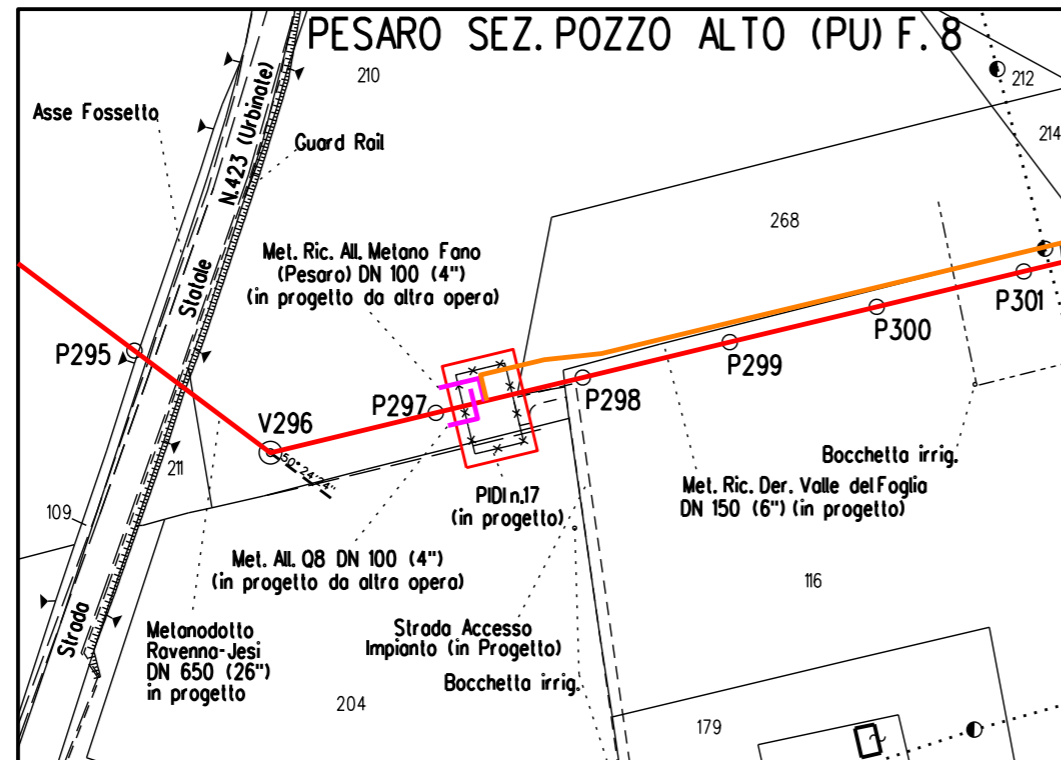 PESARO SEZ. POZZO ALTO (PU) F. 8
210
212
Asse Fossetto
214
N.423 (Urbinate)
Guard Rail
268
Met. Ric. All. Metano Fano
(Pesaro) DN 100 (4")
(in progetto da altra opera)
Statale
P301
P300
P295
P299
P298
P297
V296
50°24'24"
211
Bocchetta irrig.
Met. Ric. Der. Valle del Foglia
DN 150 (6") (in progetto)
PIDI n.17
(in progetto)
109
Met. All. Q8 DN 100 (4")
(in progetto da altra opera)
116
Strada
Metanodotto
Ravenna-Jesi
DN 650 (26")
in progetto
Strada Accesso
Impianto (in Progetto)
Bocchetta irrig.
204
179